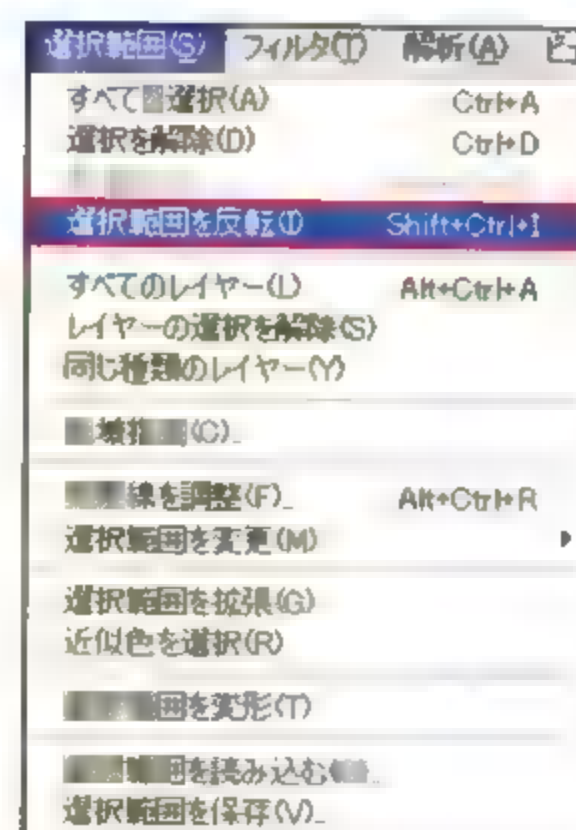 選択範囲(S) フィルタ(T) 解析(A)
すべてを選択(A) Ctrl+A
選択を解除(D) Ctrl+D
選択範囲を反転(I) Shift+Ctrl+I
すべてのレイヤー(L) Alt+Ctrl+A
レイヤーの選択を解除(S)
同じ種類のレイヤー(Y)
(C)...
線を調整(F)... Alt+Ctrl+R
選択範囲を変更(M)
選択範囲を拡張(G)
近似色を選択(R)
囲を変形(T)
を読み込む
選択範囲を保存(V)...